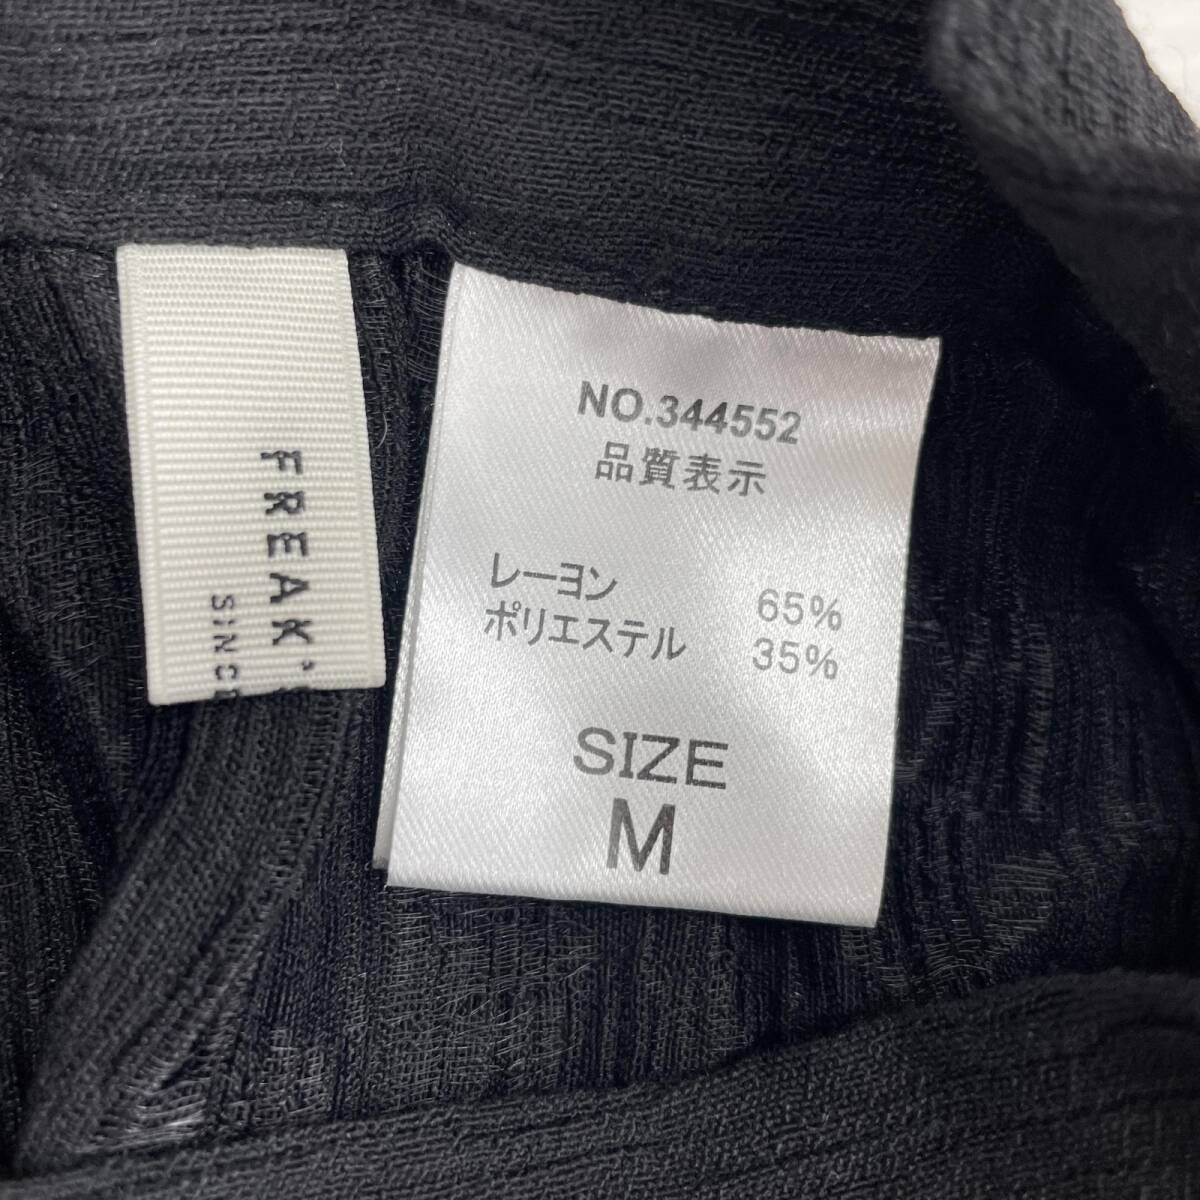 FREAK'
SINCE
NO.344552
品質表示
レーヨン 65%
ポリエステル 35%
SIZE
M